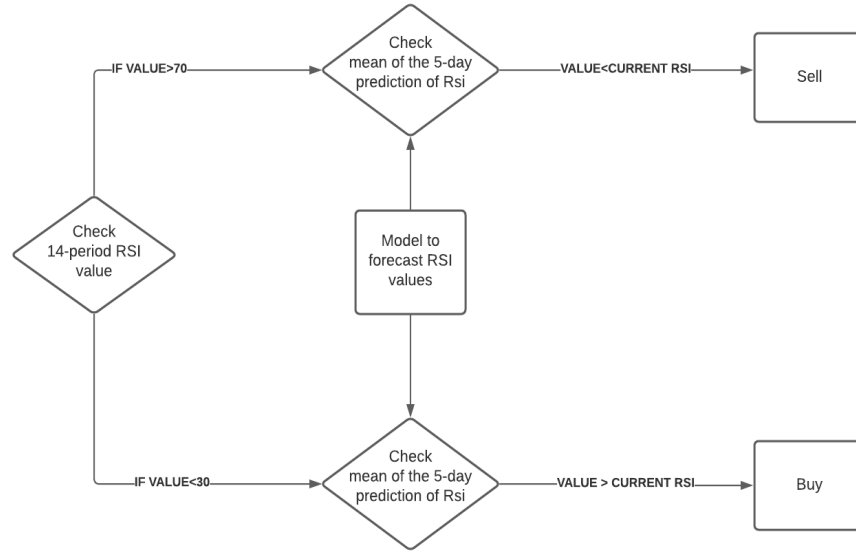 Check
mean of the 5-day
prediction of Rsi
IF VALUE>70
VALUE<CURRENT RSI
Sell
Check
14-period RSI
value
Model to
forecast RSI
values
Check
mean of the 5-day
prediction of Rsi
IF VALUE<30
VALUE > CURRENT RSI
Buy